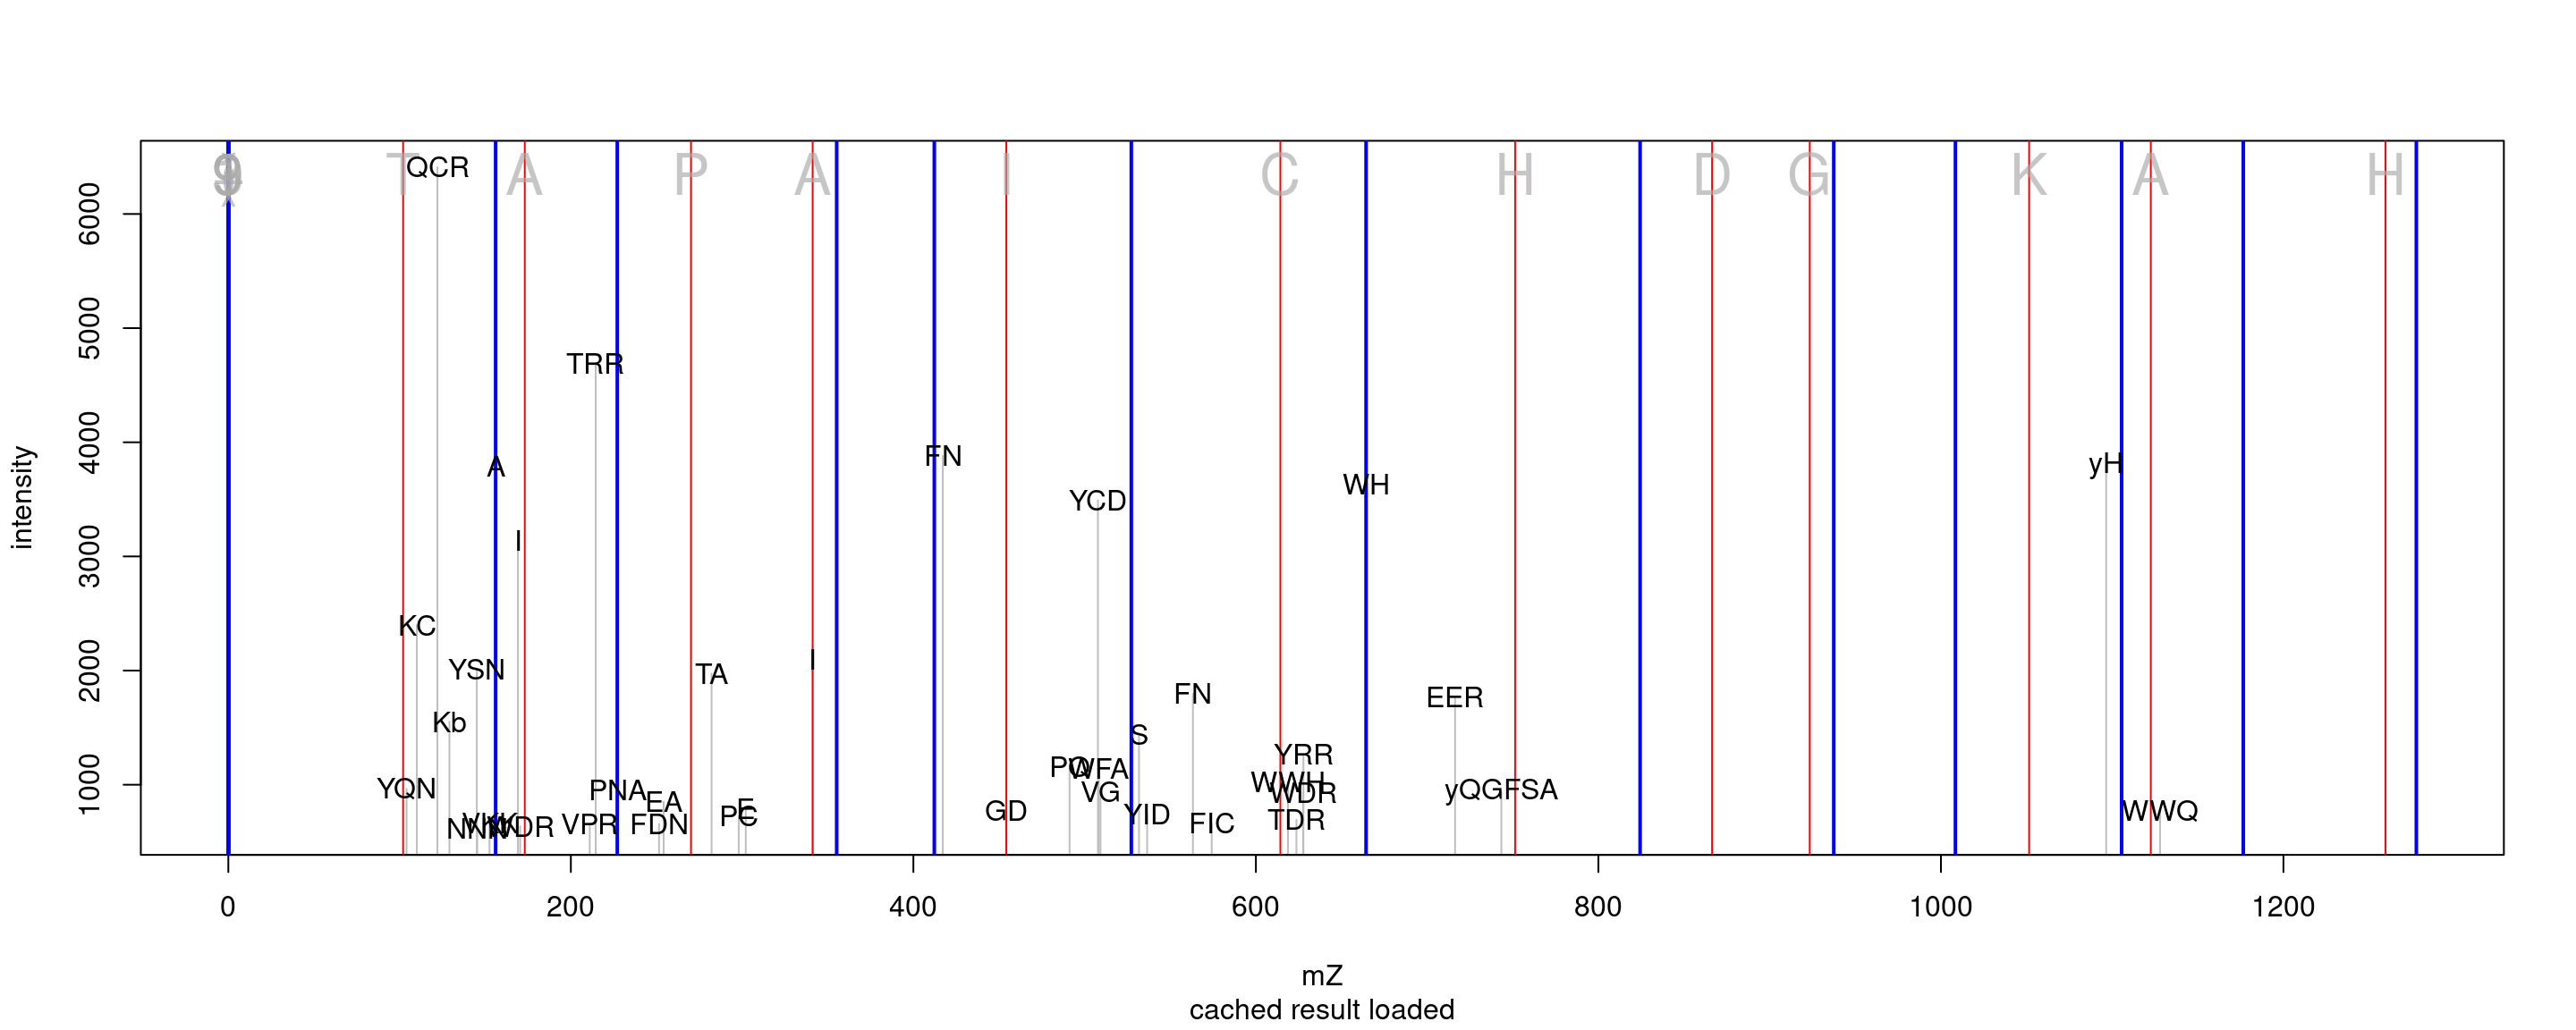 T A P A I C H D G K A H
QCR
6000
5000
TRR
4000
FN
A
yH
WH
YCD
I
3000
KC
I
2000
YSN
TA
FN
EER
Kb
S
YRR
PQ
WFA
WWH
1000
YQN
PNA
VG
WDR
yQGFSA
EA
E
PC
GD
YID
WWQ
VPR
FDN
FIC
TDR
intensity
0 200 400 600 800 1000 1200
mZ
cached result loaded